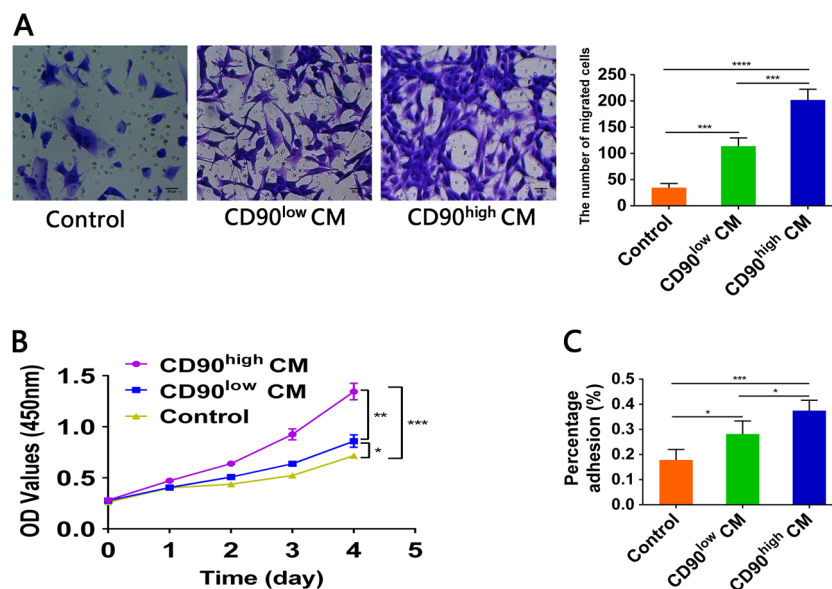 A
Control
CD90low CM
CD90high CM
The number of migrated cells
250
200
150
100
50
0
****
***
***
Control
CD90low CM
CD90high CM
B
CD90high CM
CD90low CM
Control
OD Values (450nm)
1.5
1.0
0.5
0.0
**
***
*
0 1 2 3 4 5
Time (day)
C
Percentage
adhesion (%)
0.5
0.4
0.3
0.2
0.1
0.0
***
*
*
Control
CD90low CM
CD90high CM